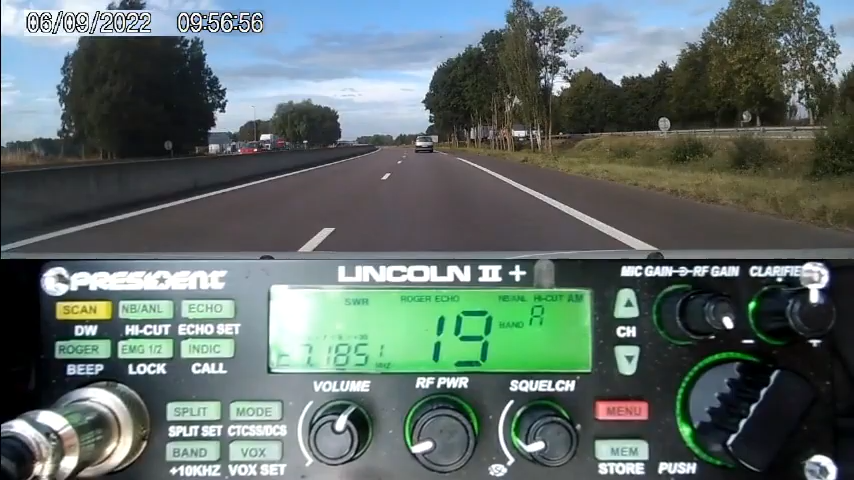 06/09/2022 09:56:56
PRESIDENT
LINCOLN II +
MIC GAIN RF GAIN CLARIFIER
SCAN NB/ANL ECHO
DW HI-CUT ECHO SET
ROGER EMG 1/2 INDIC
BEEP LOCK CALL
SWR ROGER ECHO NB/ANL HI-CUT AM
27.1851 MHz 19 BAND A
CH
VOLUME RF PWR SQUELCH
SPLIT MODE
SPLIT SET CTCSS/DCS
BAND VOX
+10KHZ VOX SET
MENU
MEM
STORE PUSH